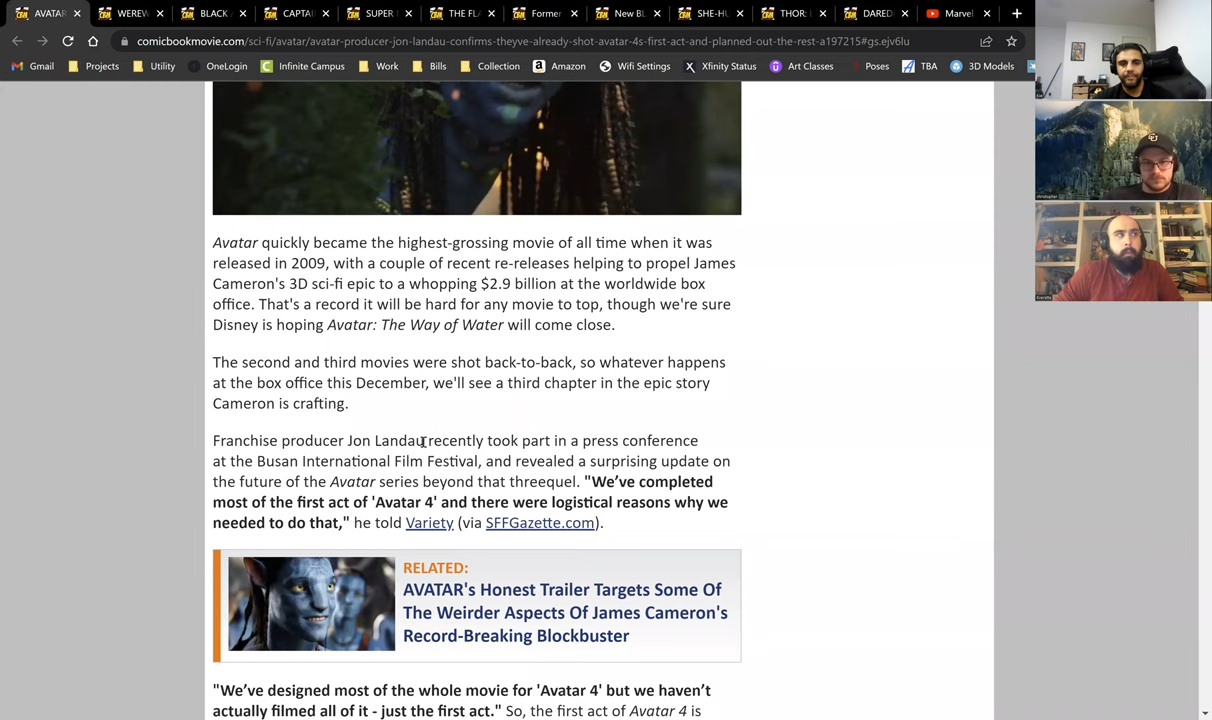 AVATAR
WEREW
BLACK A
CAPTAI
SUPER
THE FLA
Former
New BL
SHE-HU
THOR: L
DARED
Marvel
comicbookmovie.com/sci-fi/avatar/avatar-producer-jon-landau-confirms-theyve-already-shot-avatar-4s-first-act-and-planned-out-the-rest-a197215#gs.ejv6lu
Gmail
Projects
Utility
OneLogin
Infinite Campus
Work
Bills
Collection
Amazon
Wifi Settings
Xfinity Status
Art Classes
Poses
TBA
3D Models
Avatar quickly became the highest-grossing movie of all time when it was
released in 2009, with a couple of recent re-releases helping to propel James
Cameron's 3D sci-fi epic to a whopping $2.9 billion at the worldwide box
office. That's a record it will be hard for any movie to top, though we're sure
Disney is hoping Avatar: The Way of Water will come close.
The second and third movies were shot back-to-back, so whatever happens
at the box office this December, we'll see a third chapter in the epic story
Cameron is crafting.
Franchise producer Jon Landau recently took part in a press conference
at the Busan International Film Festival, and revealed a surprising update on
the future of the Avatar series beyond that threequel. "We've completed
most of the first act of 'Avatar 4' and there were logistical reasons why we
needed to do that," he told Variety (via SFFGazette.com).
RELATED:
AVATAR's Honest Trailer Targets Some Of
The Weirder Aspects Of James Cameron's
Record-Breaking Blockbuster
"We've designed most of the whole movie for 'Avatar 4' but we haven't
actually filmed all of it - just the first act." So, the first act of Avatar 4 is
christopher
Everette